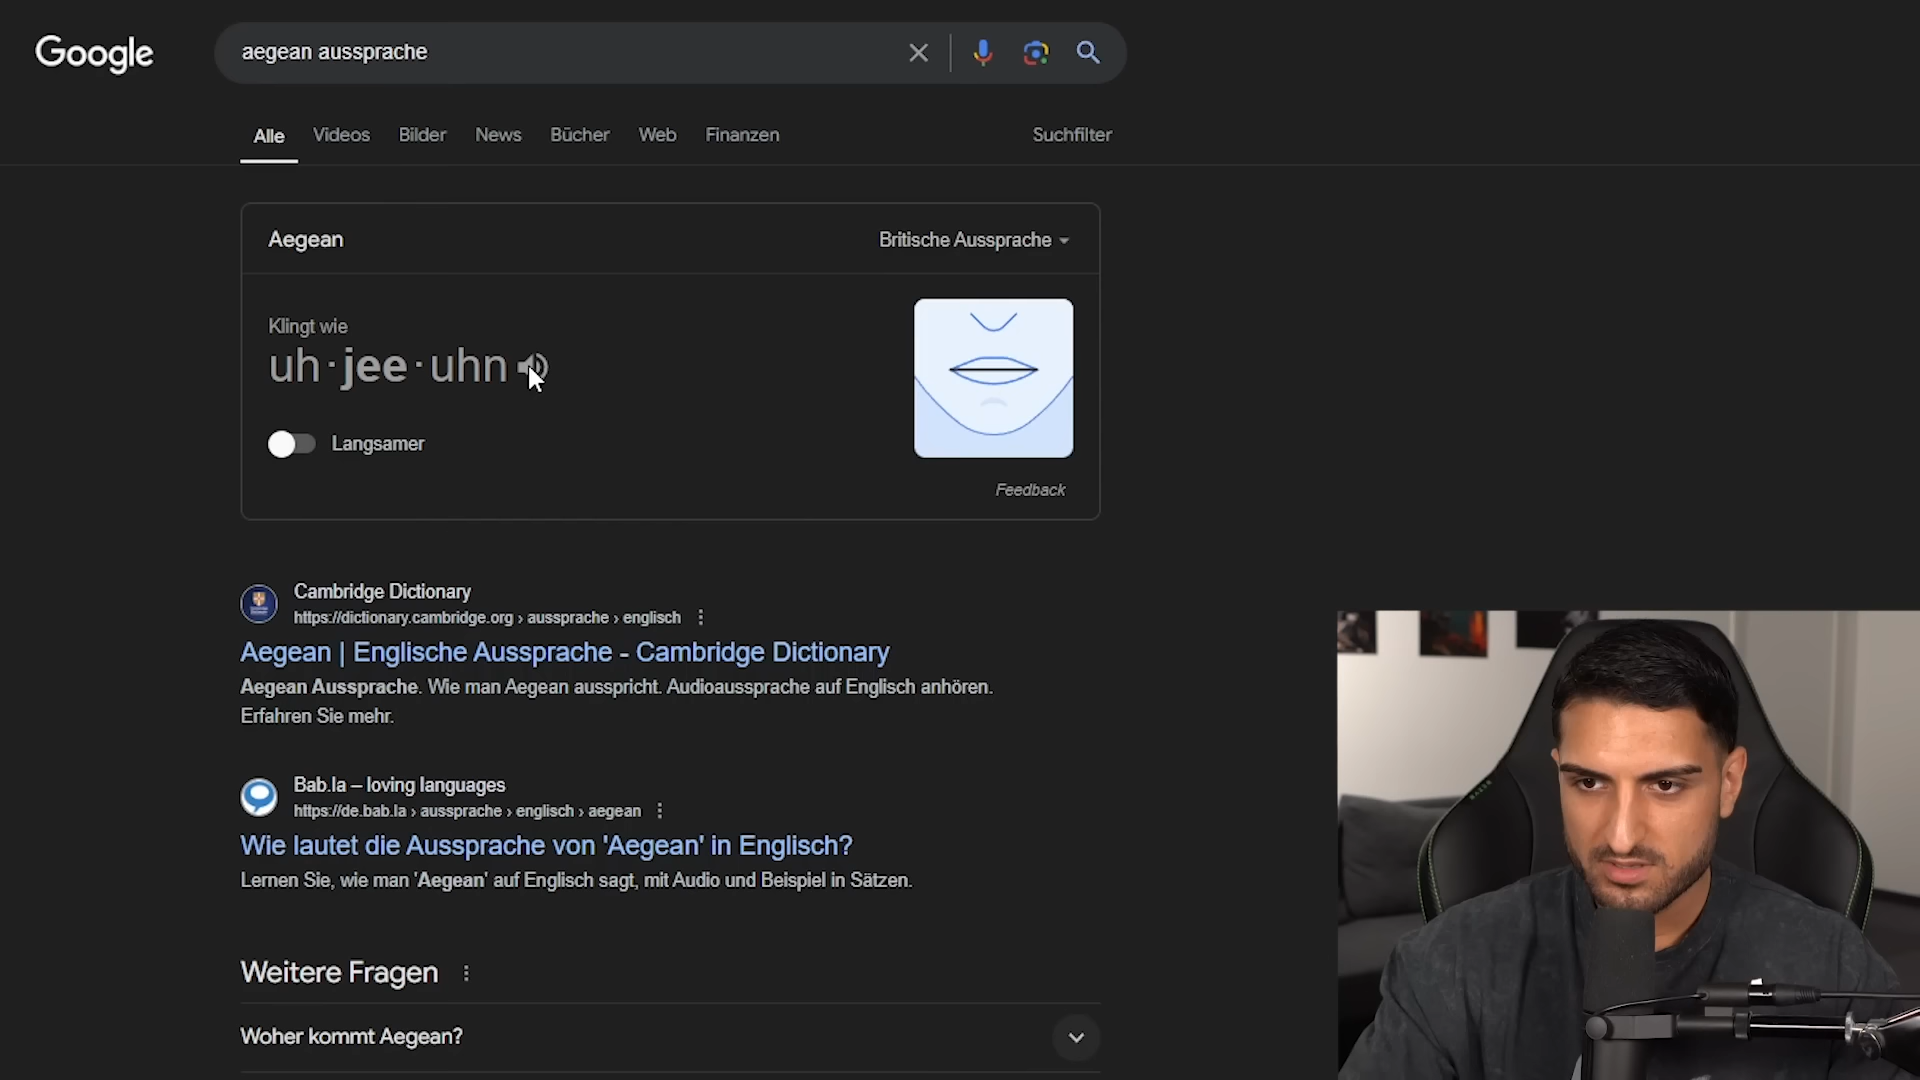 Google
aegean aussprache
Alle Videos Bilder News Bücher Web Finanzen Suchfilter
Aegean
Britische Aussprache
Klingt wie
uh·jee·uhn
Langsamer
Feedback
Cambridge Dictionary
https://dictionary.cambridge.org › aussprache › englisch
Aegean | Englische Aussprache - Cambridge Dictionary
Aegean Aussprache. Wie man Aegean ausspricht. Audioaussprache auf Englisch anhören.
Erfahren Sie mehr.
Bab.la – loving languages
https://de.bab.la › aussprache › englisch › aegean
Wie lautet die Aussprache von 'Aegean' in Englisch?
Lernen Sie, wie man 'Aegean' auf Englisch sagt, mit Audio und Beispiel in Sätzen.
Weitere Fragen
Woher kommt Aegean?
RAZER